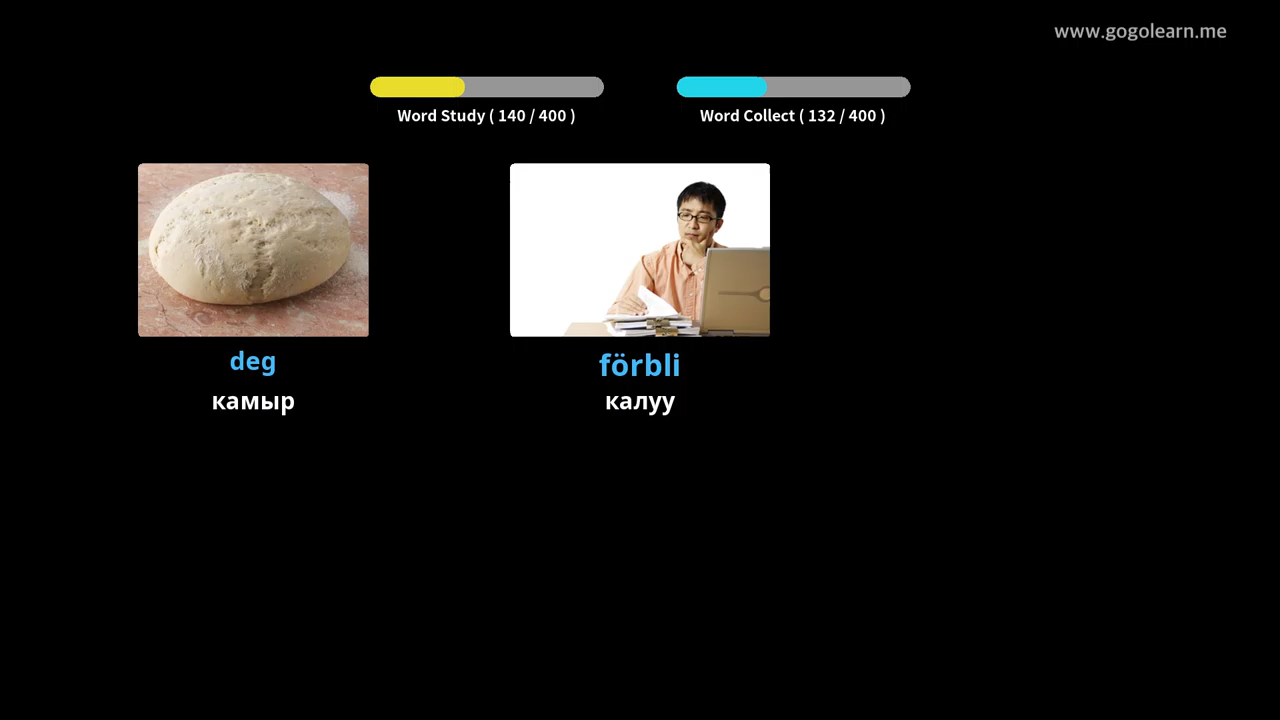 www.gogolearn.me
Word Study ( 140 / 400 )
Word Collect ( 132 / 400 )
deg
камыр
förbli
калуу